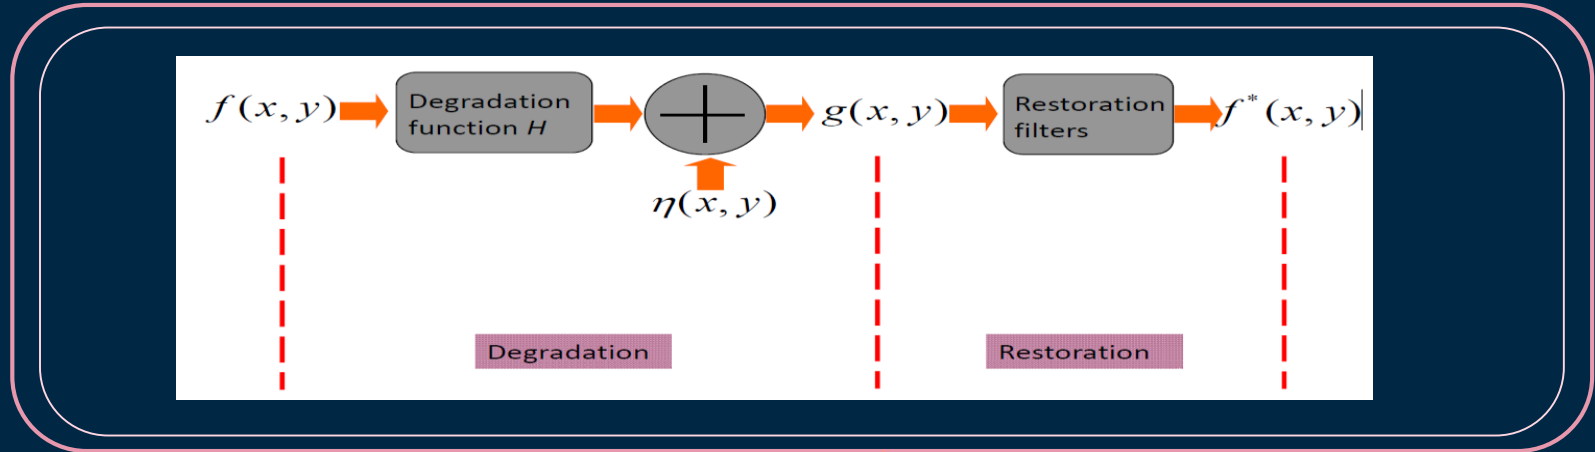 f(x, y)
Degradation
function H
g(x, y)
Restoration
filters
f*(x, y)
η(x, y)
Degradation
Restoration